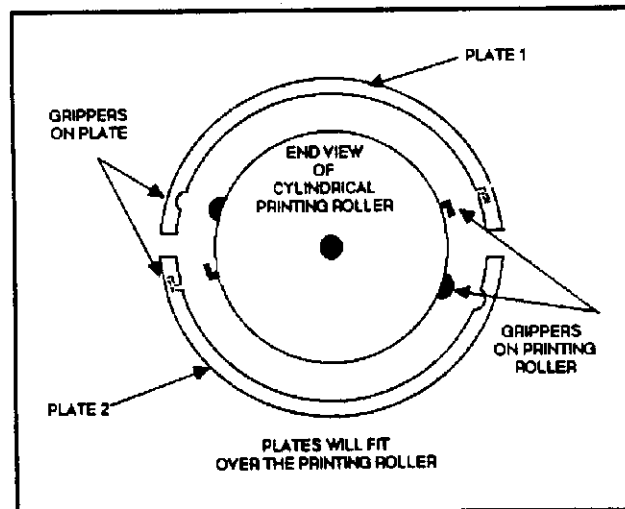 PLATE 1
GRIPPERS
ON PLATE
END VIEW
OF
CYLINDRICAL
PRINTING ROLLER
GRIPPERS
ON PRINTING
ROLLER
PLATE 2
PLATES WILL FIT
OVER THE PRINTING ROLLER